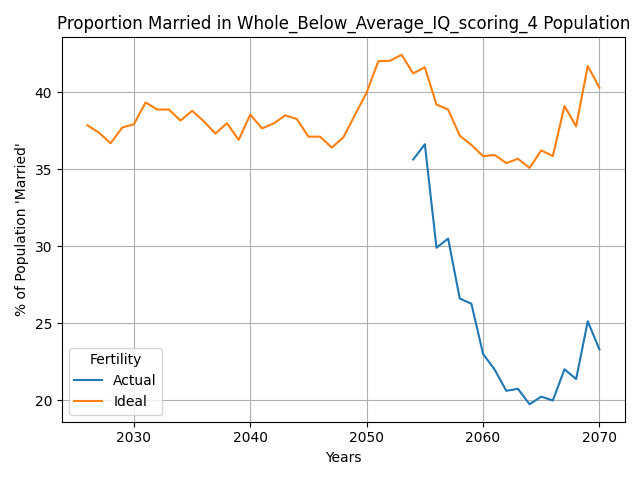 Proportion Married in Whole_Below_Average_IQ_scoring_4 Population
% of Population 'Married'
40
35
30
25
20
Fertility
Actual
Ideal
2030 2040 2050 2060 2070
Years